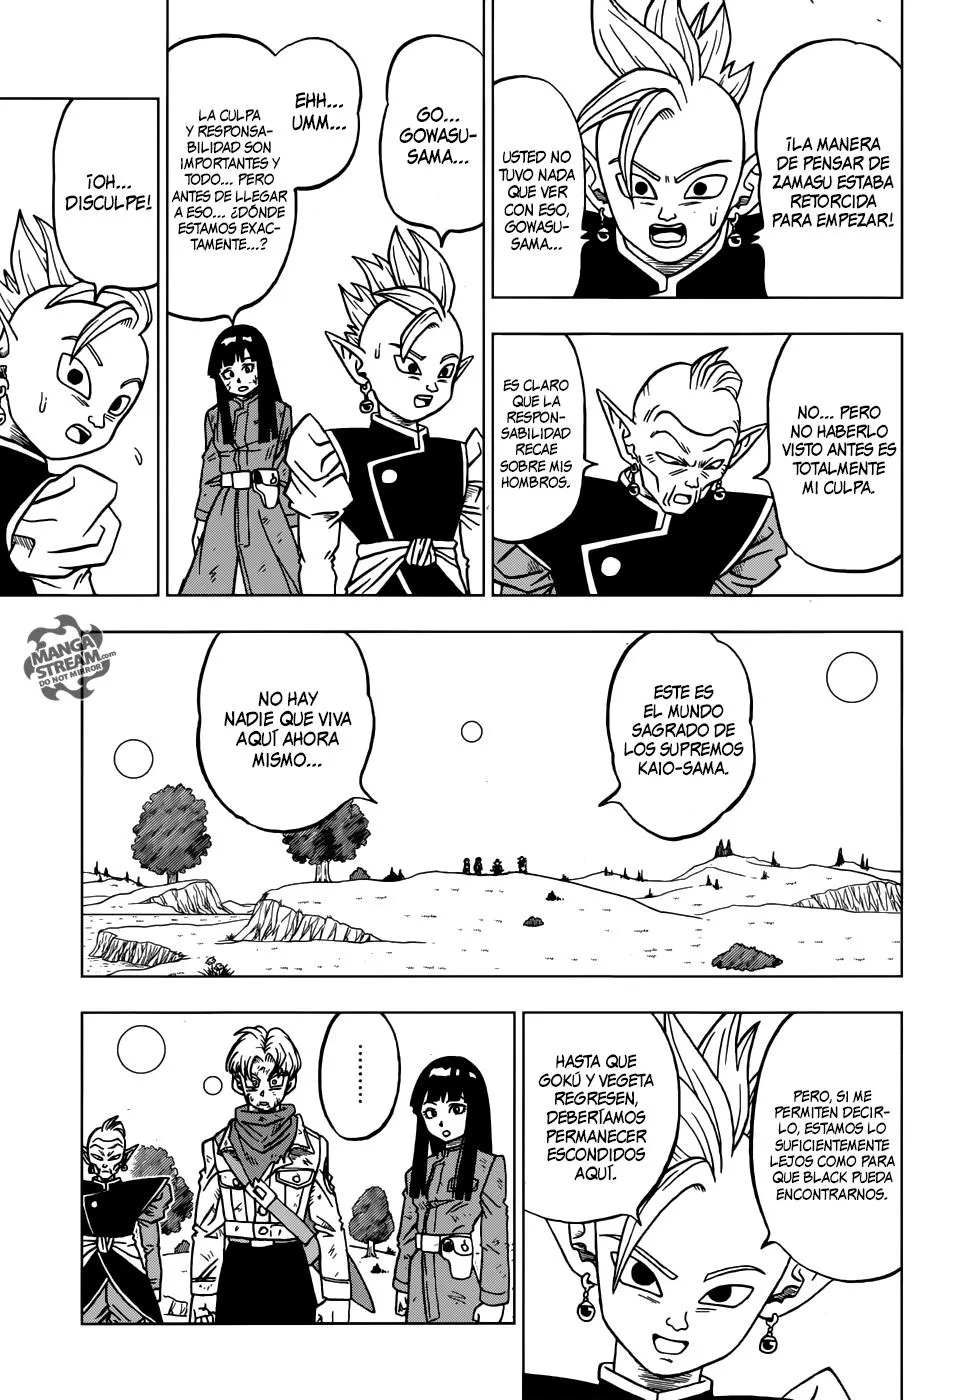 ¡LA MANERA
DE PENSAR DE
ZAMASU ESTABA
RETORCIDA
PARA EMPEZAR!
USTED NO
TUVO NADA
QUE VER
CON ESO,
GOWASU-
SAMA...
NO... PERO
NO HABERLO
VISTO ANTES ES
TOTALMENTE
MI CULPA.
ES CLARO
QUE LA
RESPON-
SABILIDAD
RECAE
SOBRE MIS
HOMBROS.
GO...
GOWASU-
SAMA...
EHH...
UMM...
LA CULPA
Y RESPONSA-
BILIDAD SON
IMPORTANTES Y
TODO... PERO
ANTES DE LLEGAR
A ESO... ¿DÓNDE
ESTAMOS EXAC-
TAMENTE...?
¡OH...
DISCULPE!
MANGA
STREAM.com
DO NOT MIRROR
ESTE ES
EL MUNDO
SAGRADO DE
LOS SUPREMOS
KAIO-SAMA.
NO HAY
NADIE QUE VIVA
AQUÍ AHORA
MISMO...
PERO, SI ME
PERMITEN DECIR-
LO, ESTAMOS LO
SUFICIENTEMENTE
LEJOS COMO PARA
QUE BLACK PUEDA
ENCONTRARNOS.
HASTA QUE
GOKÚ Y VEGETA
REGRESEN,
DEBERÍAMOS
PERMANECER
ESCONDIDOS
AQUÍ.
........